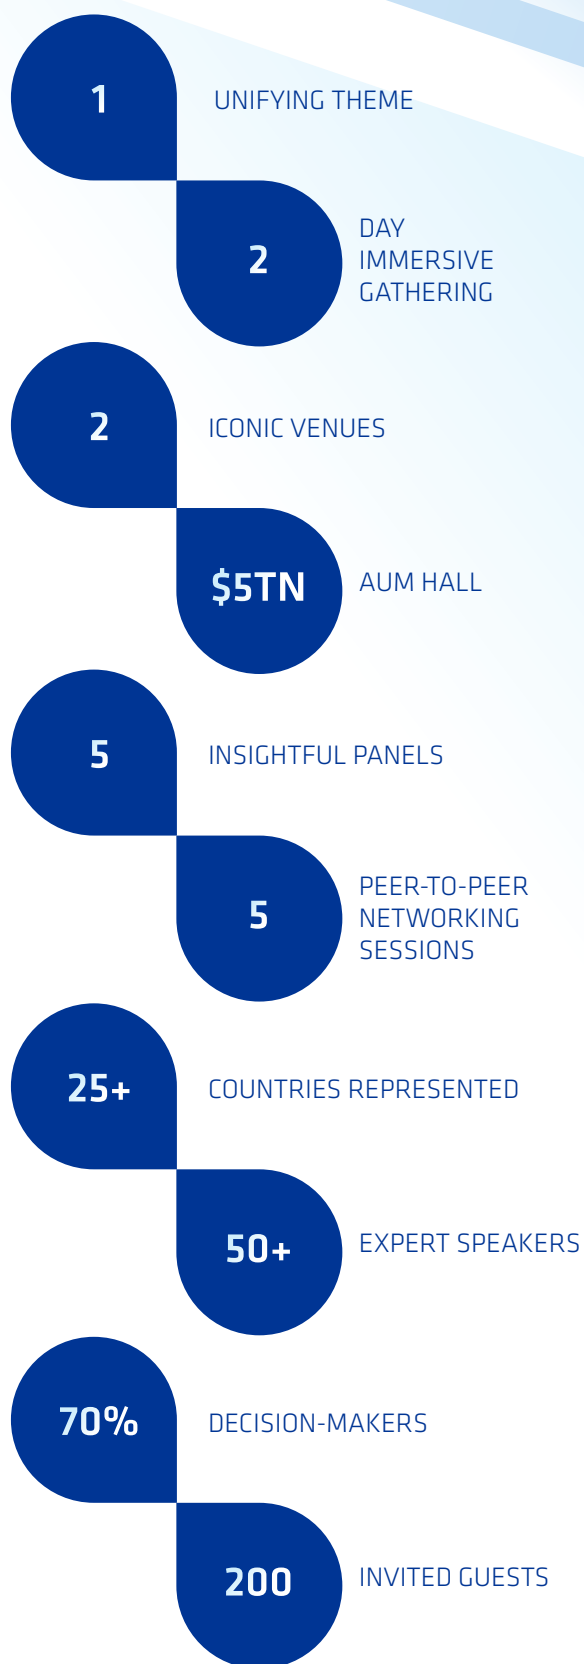 1
UNIFYING THEME
2
DAY
IMMERSIVE
GATHERING
2
ICONIC VENUES
$5TN
AUM HALL
5
INSIGHTFUL PANELS
5
PEER-TO-PEER
NETWORKING
SESSIONS
25+
COUNTRIES REPRESENTED
50+
EXPERT SPEAKERS
70%
DECISION-MAKERS
200
INVITED GUESTS